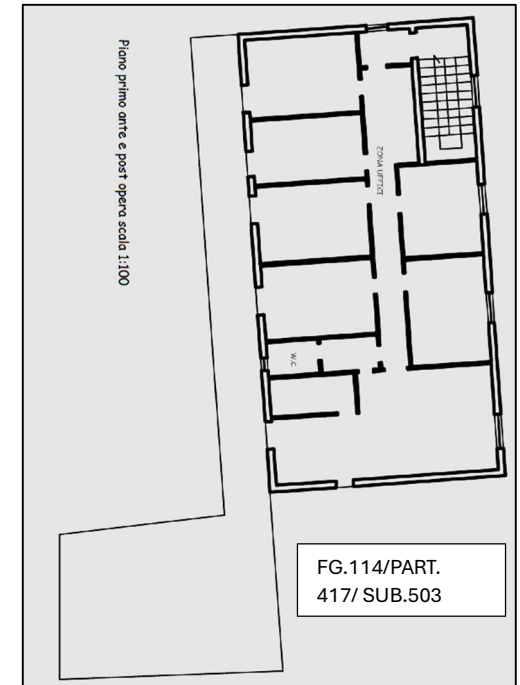 Piano primo ante e post opera scala 1:100
ZONA UFFICI
W.C.
FG.114/PART.
417/ SUB.503